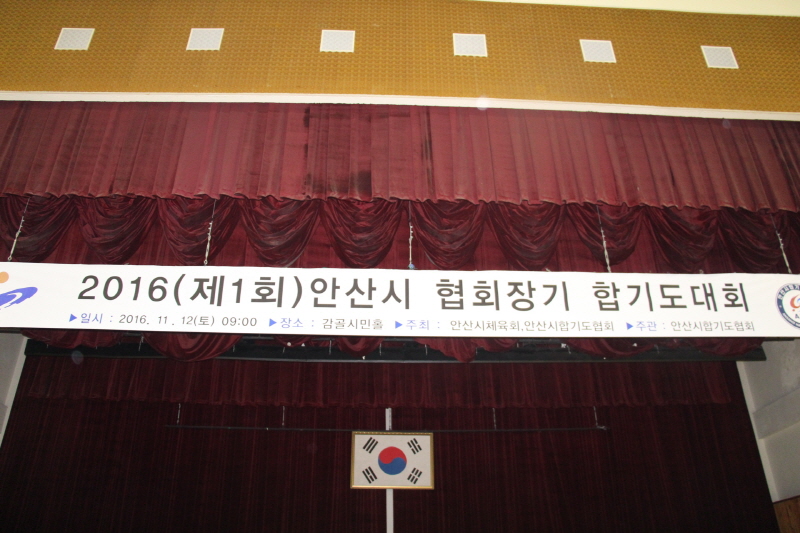 2016(제1회)안산시 협회장기 합기도대회
▶일시 : 2016. 11. 12(토) 09:00 ▶장소 : 감골시민홀 ▶주최 : 안산시체육회,안산시합기도협회 ▶주관 : 안산시합기도협회